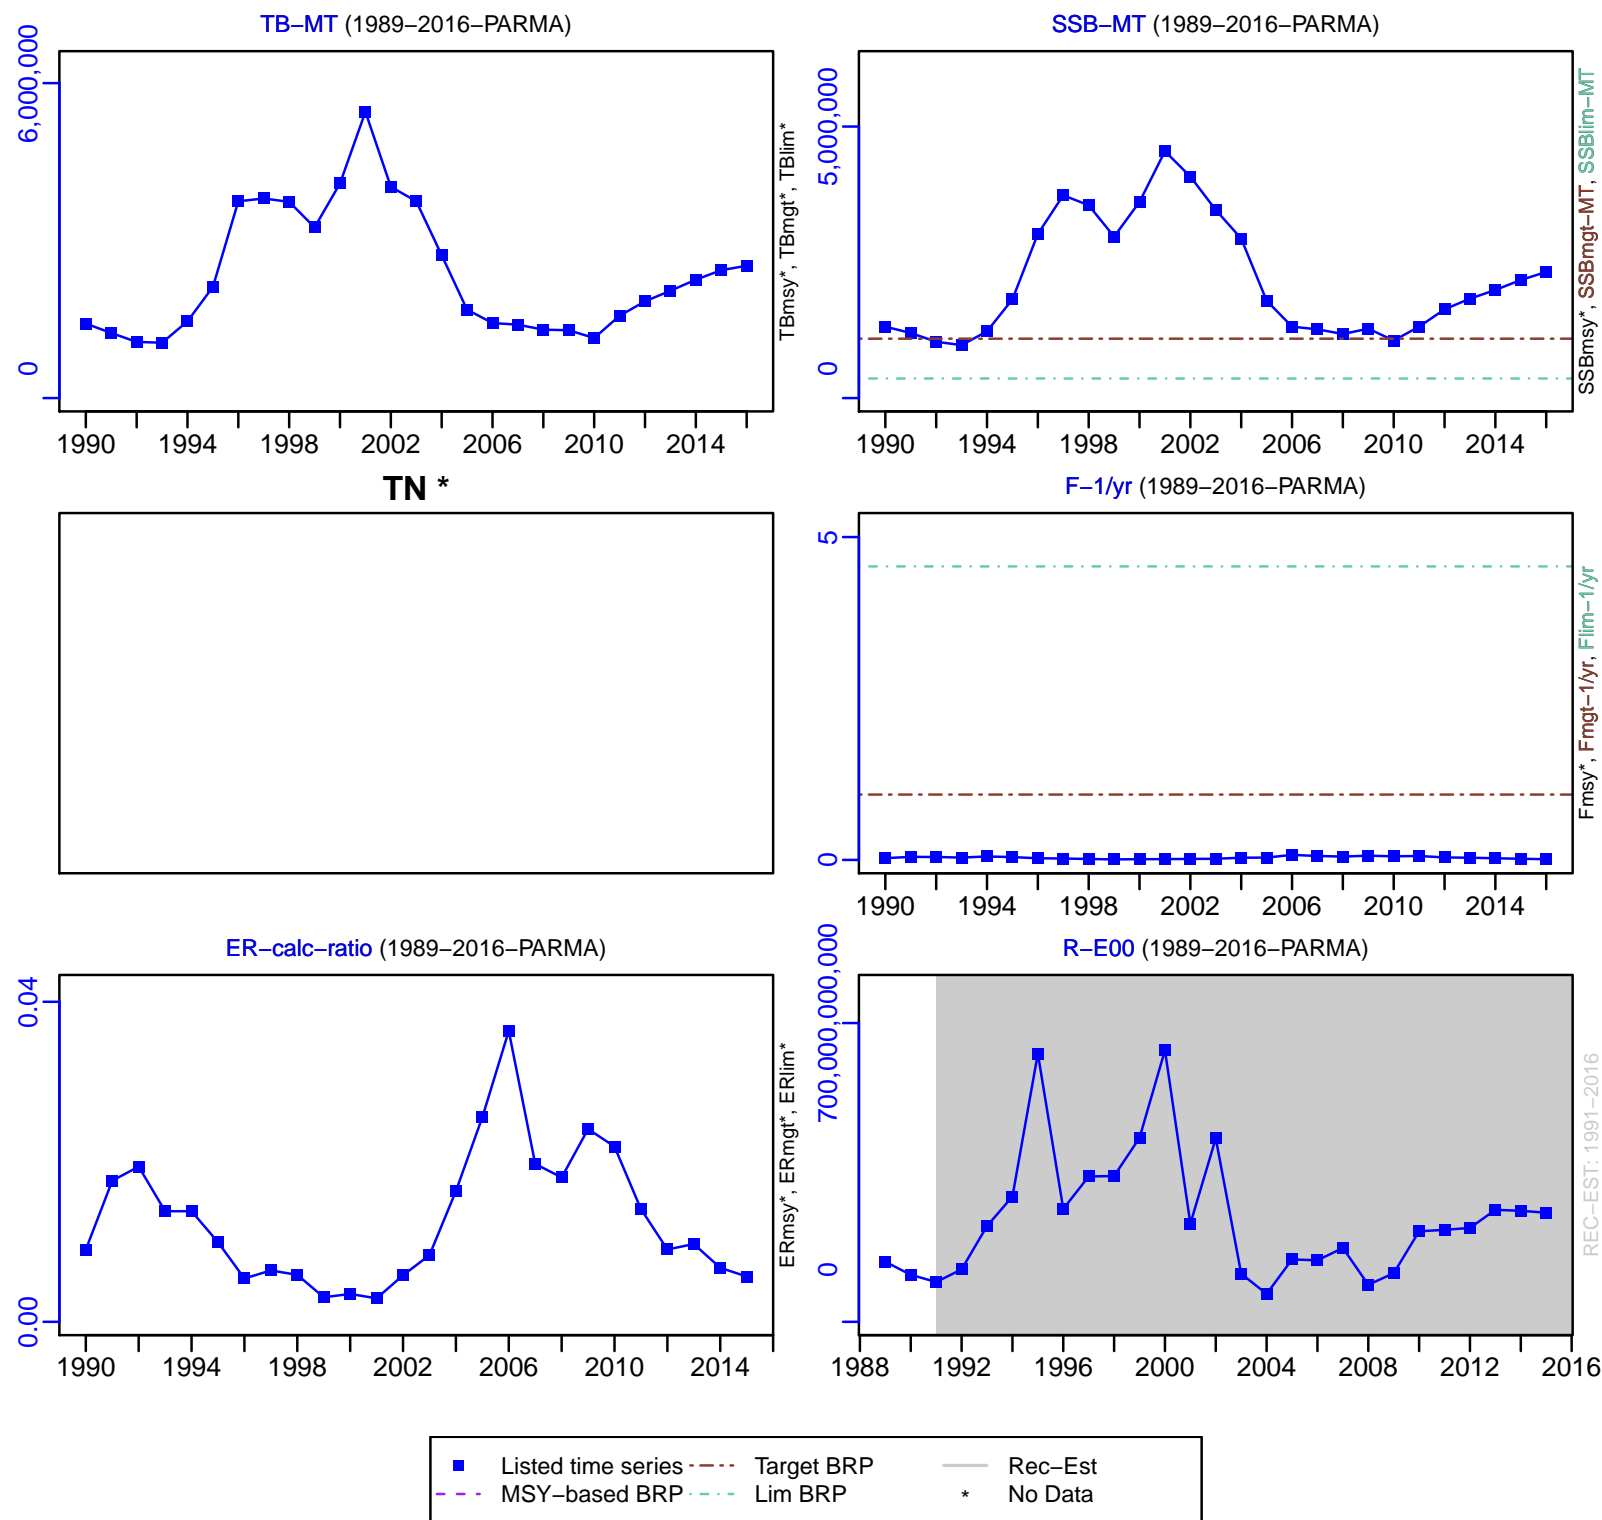 TB−MT (1989−2016−PARMA)
6,000,000
0
TBmsy*, TBmgt*, TBlim*
1990 1994 1998 2002 2006 2010 2014
SSB−MT (1989−2016−PARMA)
5,000,000
0
SSBmsy*, SSBmgt−MT, SSBlim−MT
1990 1994 1998 2002 2006 2010 2014
TN *
F−1/yr (1989−2016−PARMA)
5
0
Fmsy*, Fmgt−1/yr, Flim−1/yr
1990 1994 1998 2002 2006 2010 2014
ER−calc−ratio (1989−2016−PARMA)
0.04
0.00
ERmsy*, ERmgt*, ERlim*
1990 1994 1998 2002 2006 2010 2014
R−E00 (1989−2016−PARMA)
700,000,000,000
0
REC−EST: 1991−2016
1988 1992 1996 2000 2004 2008 2012 2016
Listed time series Target BRP Rec−Est
MSY−based BRP Lim BRP * No Data